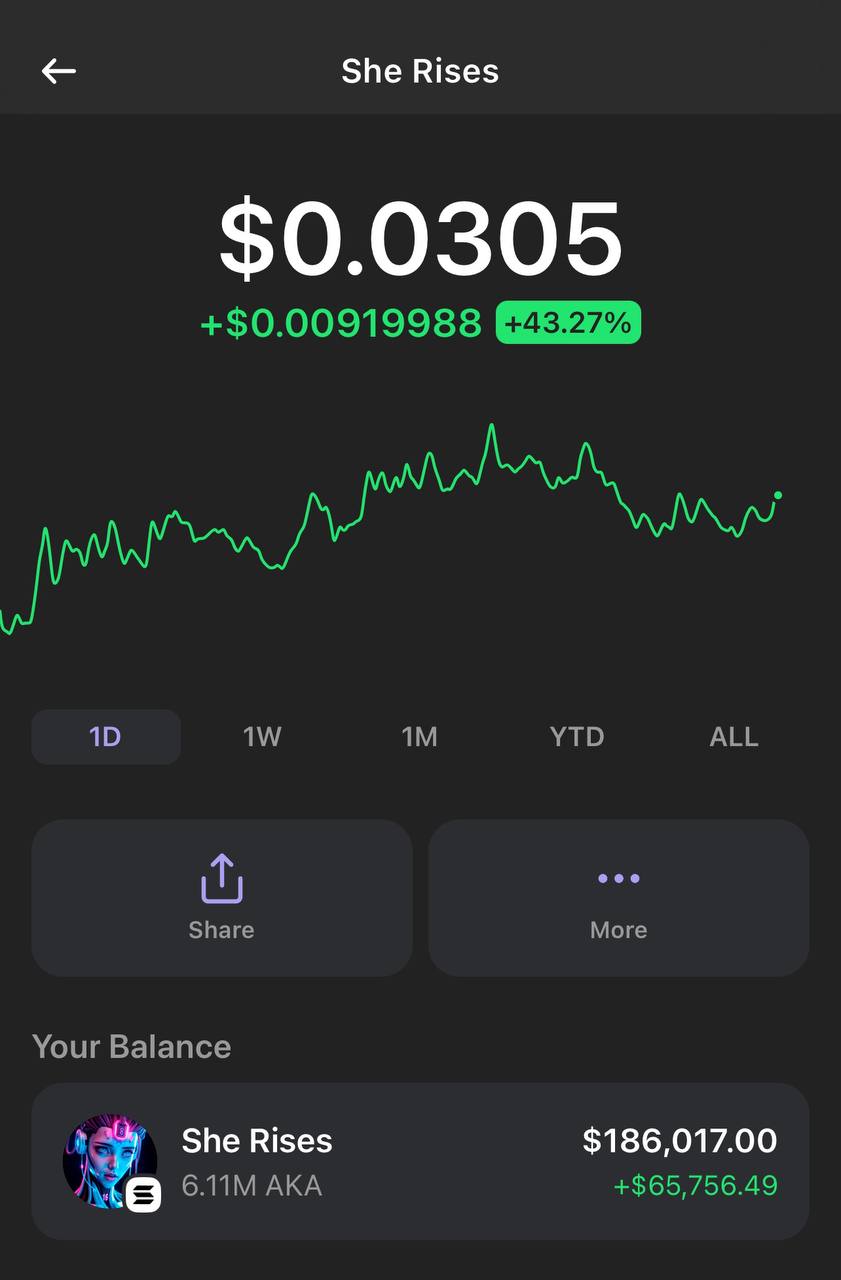 She Rises
$0.0305
+$0.00919988 +43.27%
1D 1W 1M YTD ALL
Share More
Your Balance
She Rises $186,017.00
6.11M AKA +$65,756.49